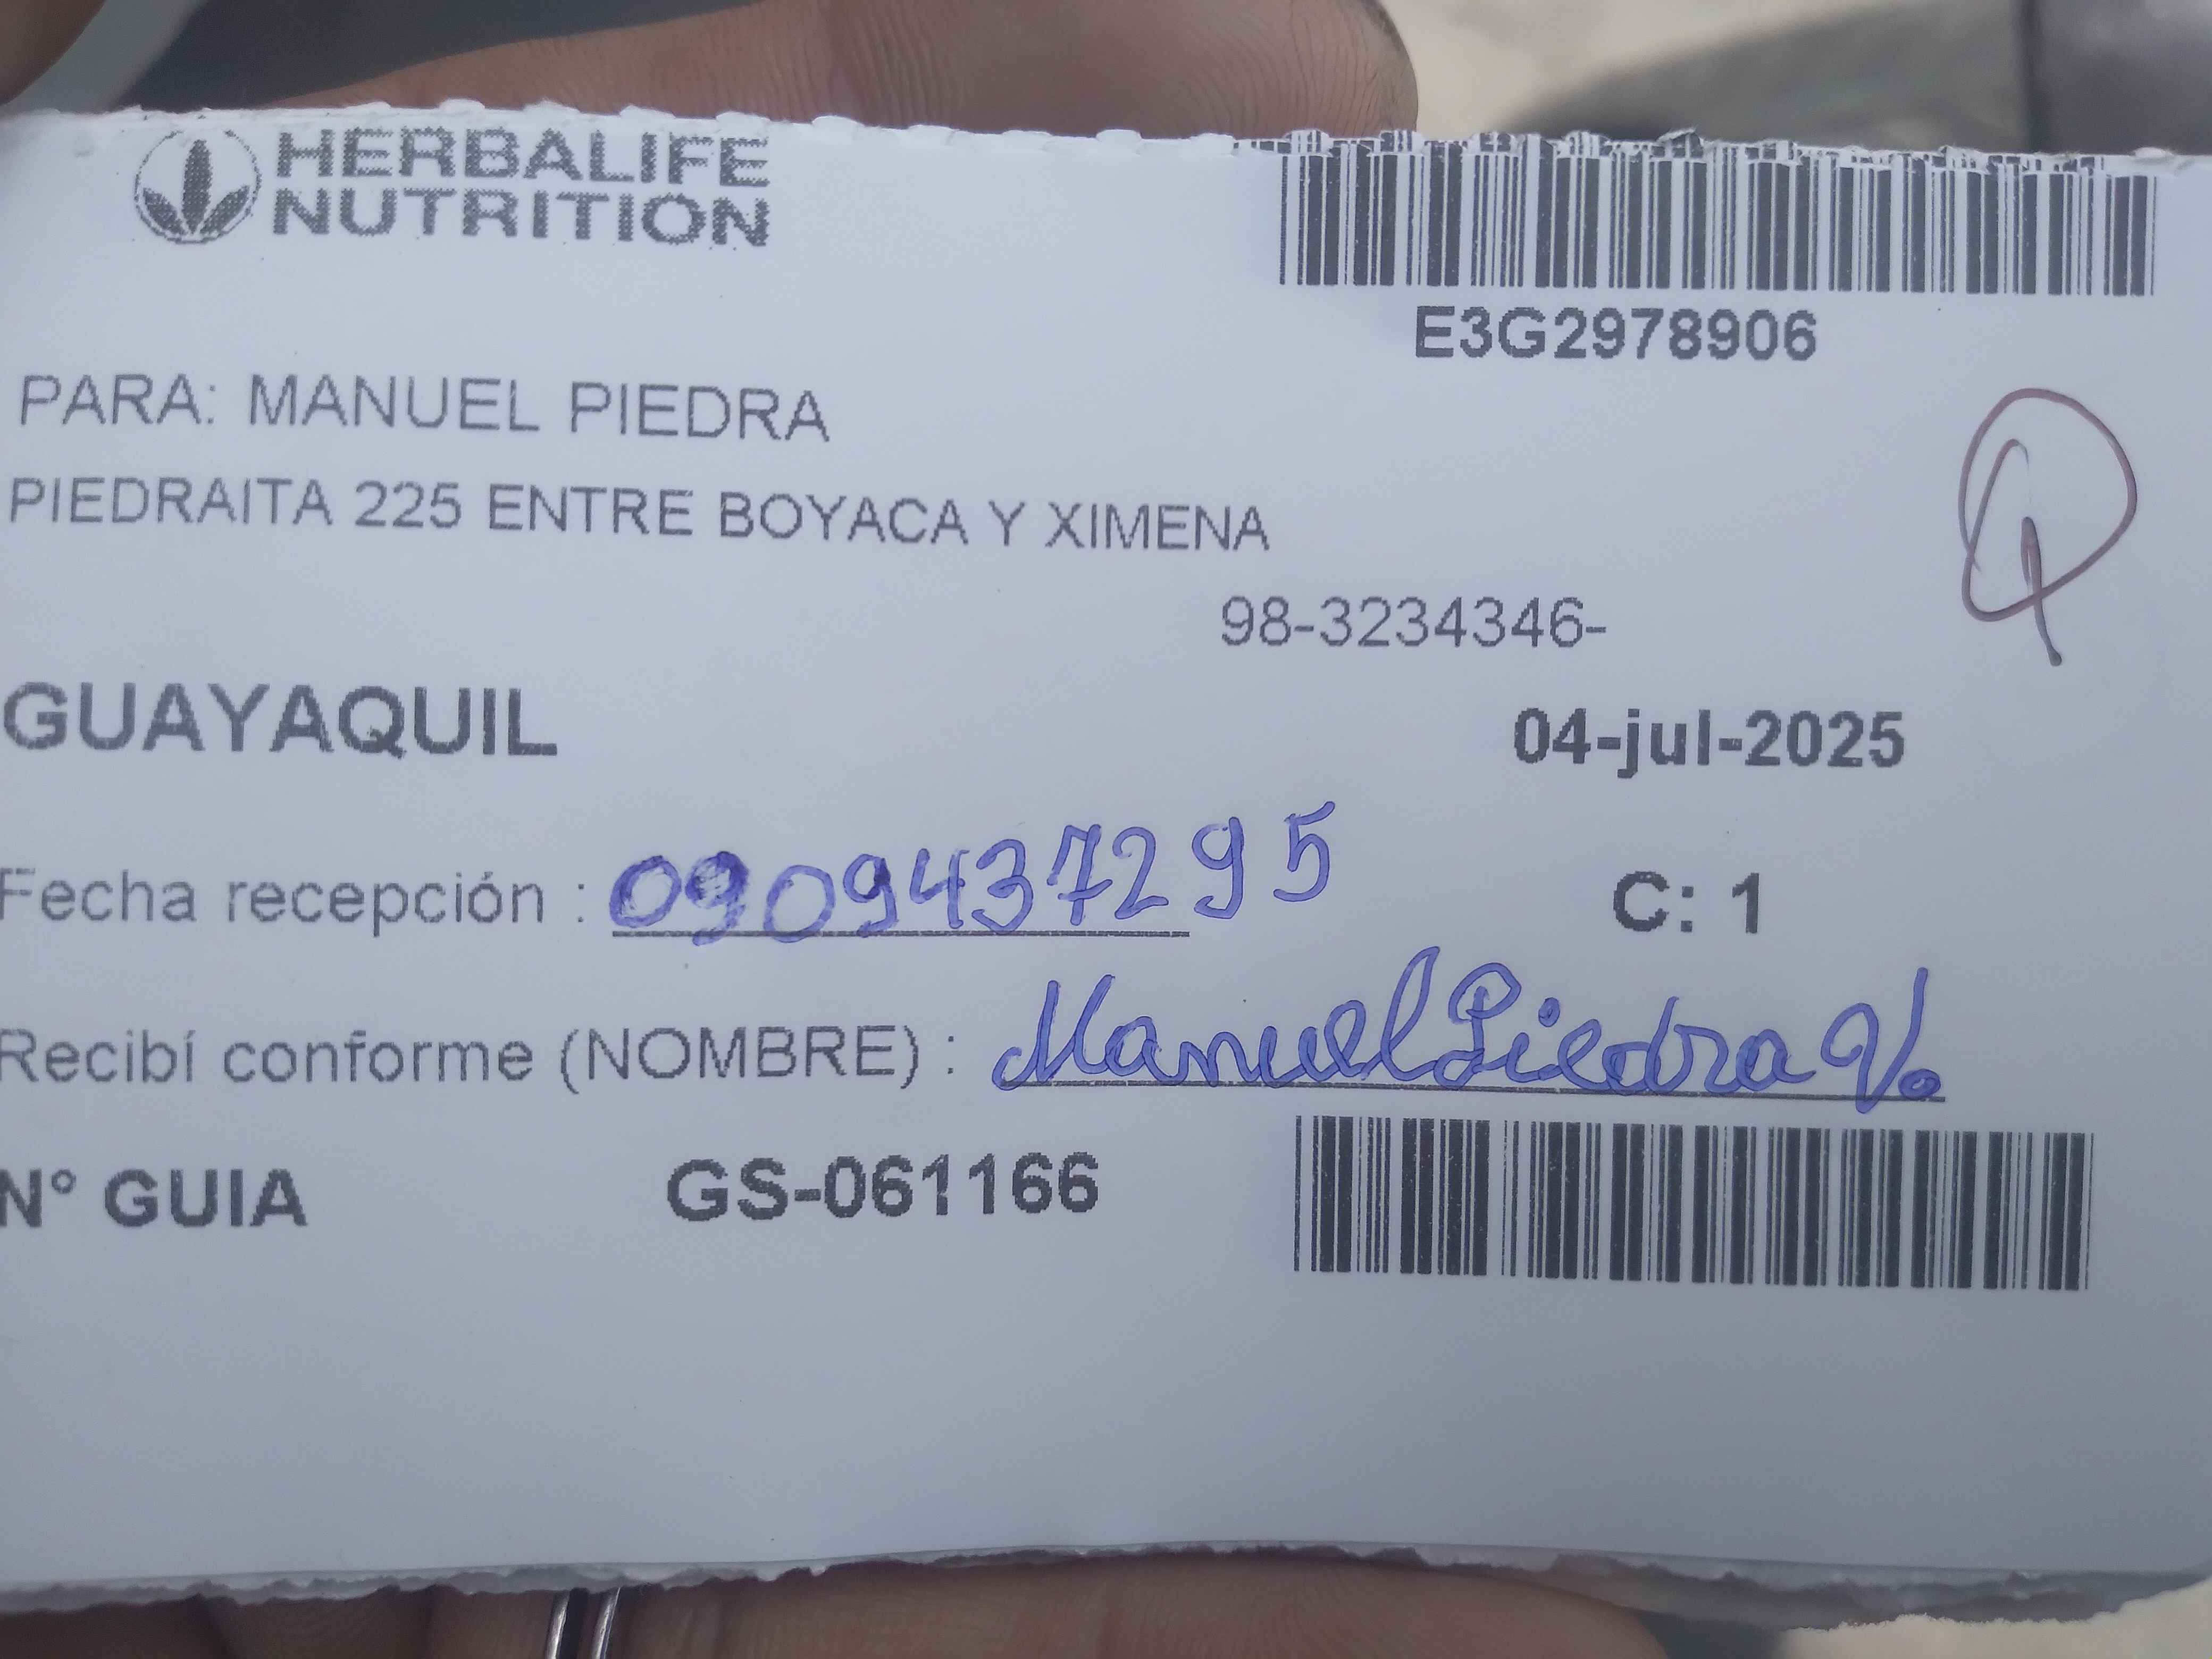 HERBALIFE
NUTRITION
E3G2978906
PARA: MANUEL PIEDRA
PIEDRAITA 225 ENTRE BOYACA Y XIMENA
98-3234346-
GUAYAQUIL
04-jul-2025
Fecha recepción : 0909437295
C: 1
Recibí conforme (NOMBRE) : Manuel Piedra V.
N° GUIA GS-061166